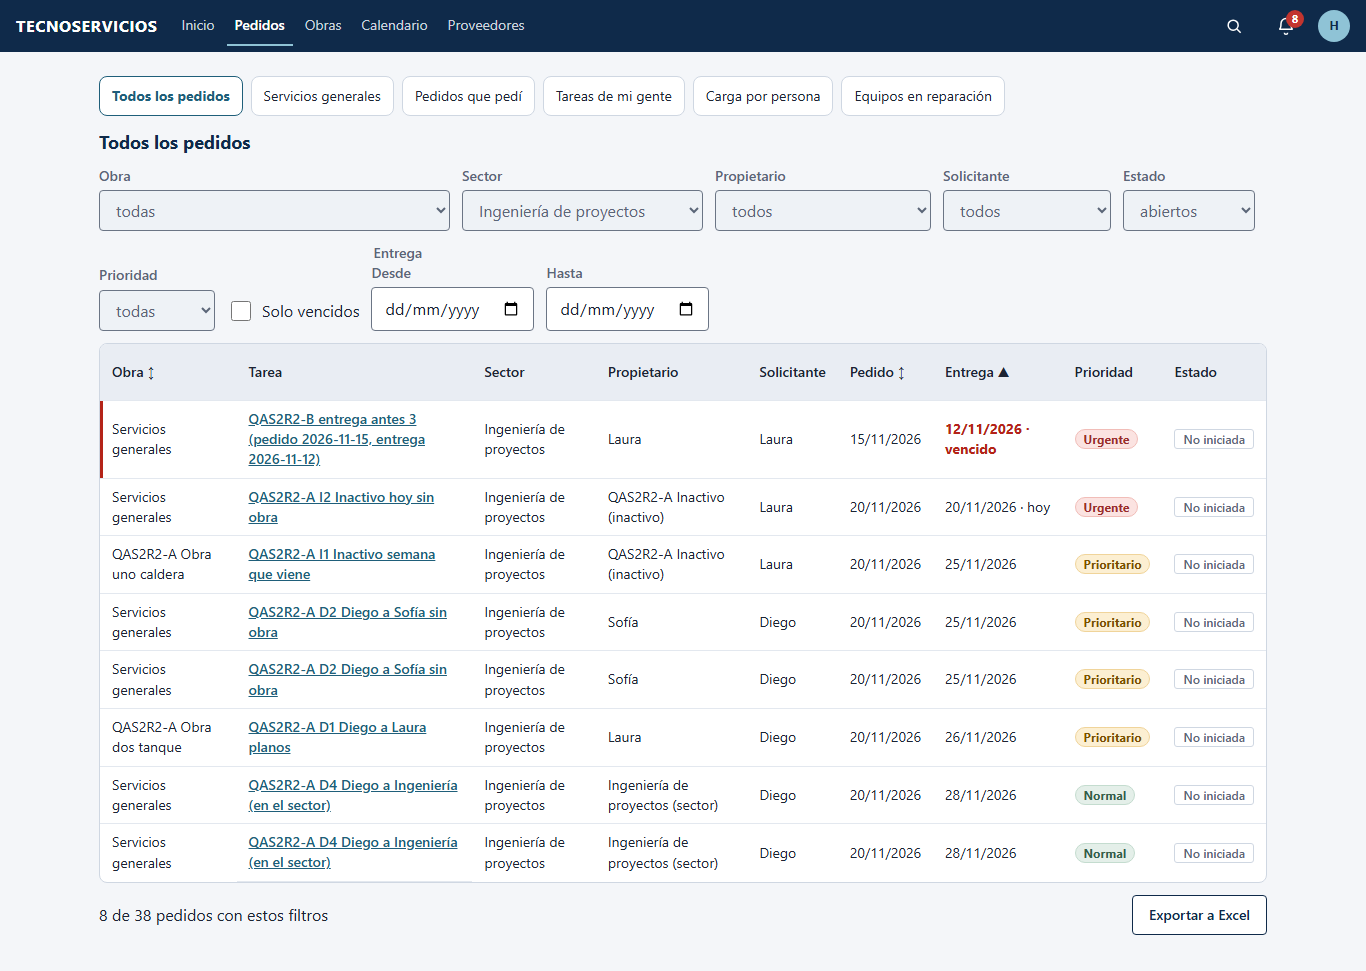 TECNOSERVICIOS Inicio Pedidos Obras Calendario Proveedores 8 H
Todos los pedidos Servicios generales Pedidos que pedí Tareas de mi gente Carga por persona Equipos en reparación
Todos los pedidos
Obra Sector Propietario Solicitante Estado
todas Ingeniería de proyectos todos todos abiertos
Entrega
Prioridad Desde Hasta
todas Solo vencidos dd/mm/yyyy dd/mm/yyyy
Obra Tarea Sector Propietario Solicitante Pedido Entrega Prioridad Estado
Servicios generales QAS2R2-B entrega antes 3 (pedido 2026-11-15, entrega 2026-11-12) Ingeniería de proyectos Laura Laura 15/11/2026 12/11/2026 · vencido Urgente No iniciada
Servicios generales QAS2R2-A I2 Inactivo hoy sin obra Ingeniería de proyectos QAS2R2-A Inactivo (inactivo) Laura 20/11/2026 20/11/2026 · hoy Urgente No iniciada
QAS2R2-A Obra uno caldera QAS2R2-A I1 Inactivo semana que viene Ingeniería de proyectos QAS2R2-A Inactivo (inactivo) Laura 20/11/2026 25/11/2026 Prioritario No iniciada
Servicios generales QAS2R2-A D2 Diego a Sofía sin obra Ingeniería de proyectos Sofía Diego 20/11/2026 25/11/2026 Prioritario No iniciada
Servicios generales QAS2R2-A D2 Diego a Sofía sin obra Ingeniería de proyectos Sofía Diego 20/11/2026 25/11/2026 Prioritario No iniciada
QAS2R2-A Obra dos tanque QAS2R2-A D1 Diego a Laura planos Ingeniería de proyectos Laura Diego 20/11/2026 26/11/2026 Prioritario No iniciada
Servicios generales QAS2R2-A D4 Diego a Ingeniería (en el sector) Ingeniería de proyectos Ingeniería de proyectos (sector) Diego 20/11/2026 28/11/2026 Normal No iniciada
Servicios generales QAS2R2-A D4 Diego a Ingeniería (en el sector) Ingeniería de proyectos Ingeniería de proyectos (sector) Diego 20/11/2026 28/11/2026 Normal No iniciada
8 de 38 pedidos con estos filtros Exportar a Excel